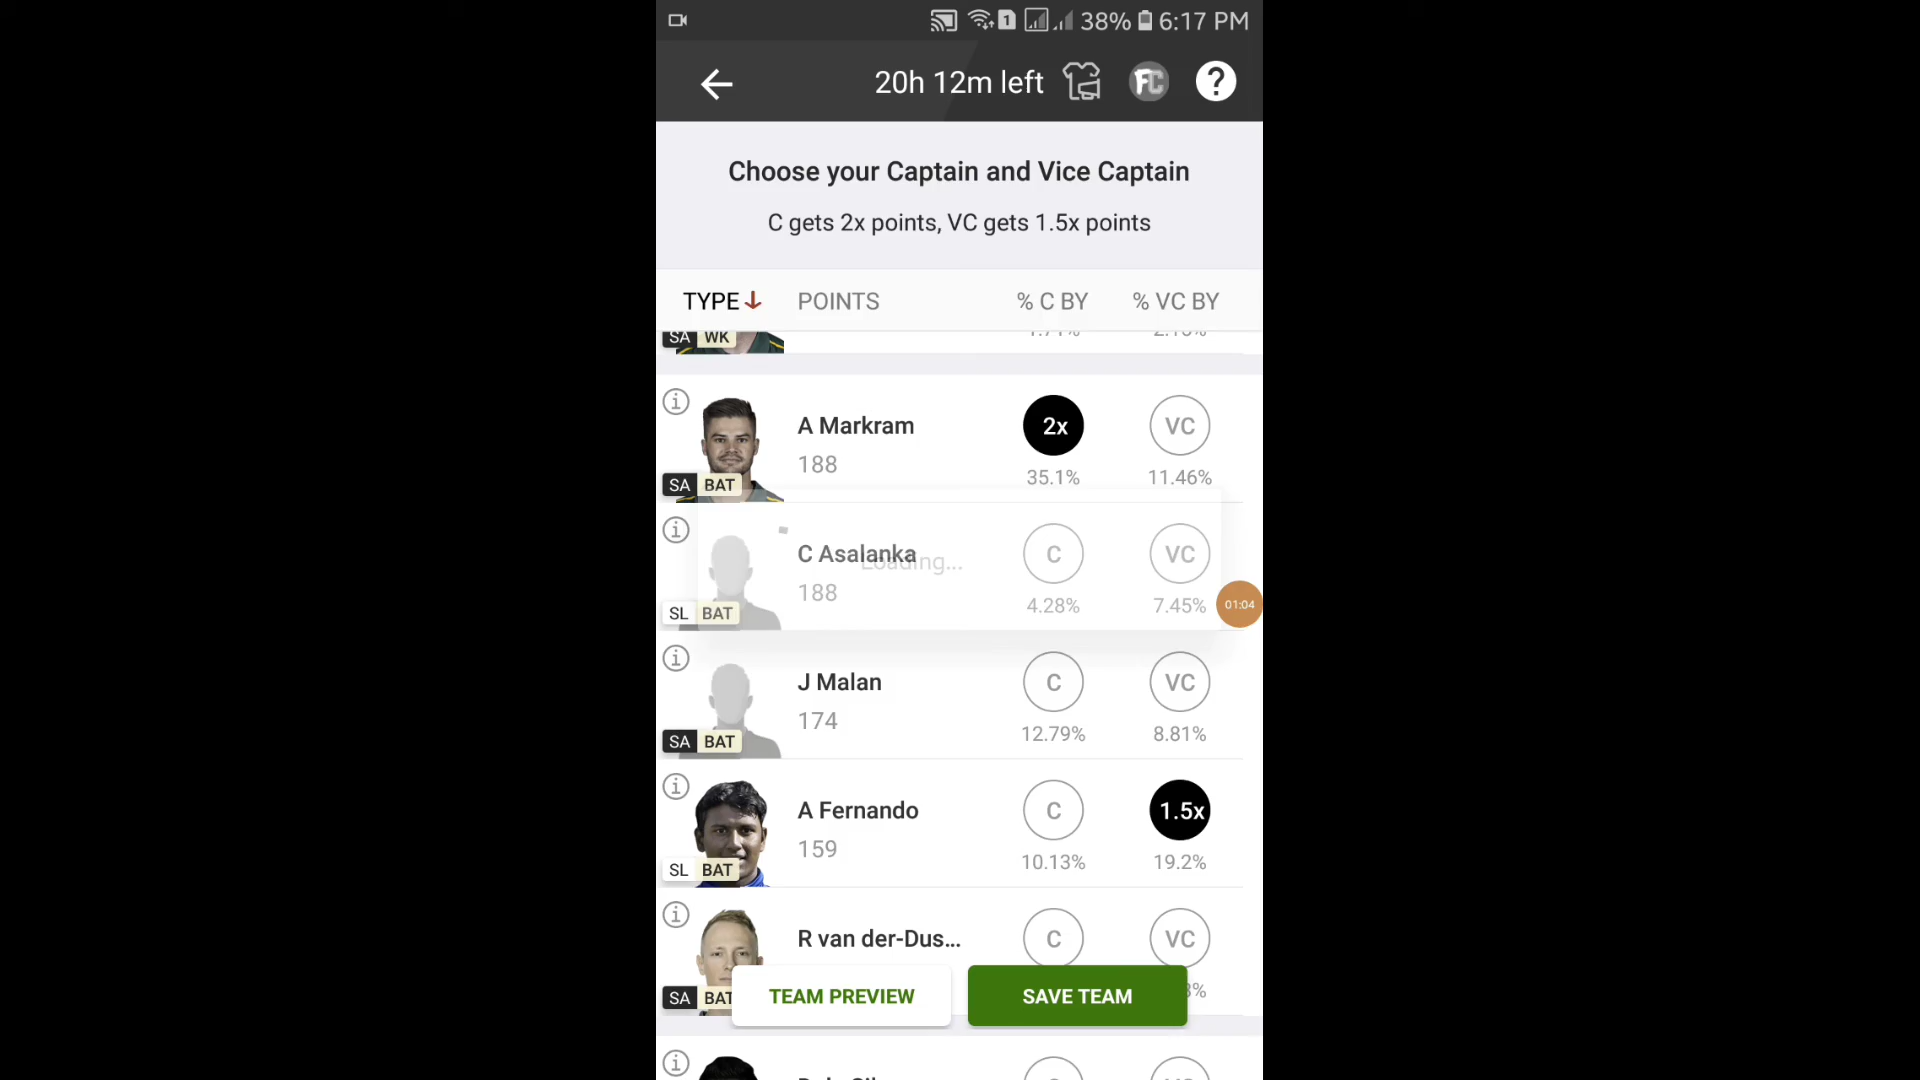 1 38% 6:17 PM
20h 12m left FC ?
Choose your Captain and Vice Captain
C gets 2x points, VC gets 1.5x points
TYPE POINTS % C BY % VC BY
SA WK
A Markram 2x VC
188 35.1% 11.46%
SA BAT
C Asalanka C VC
Loading...
188 4.28% 7.45% 01:04
SL BAT
J Malan C VC
174 12.79% 8.81%
SA BAT
A Fernando C 1.5x
159 10.13% 19.2%
SL BAT
R van der-Dus... C VC
SA BAT TEAM PREVIEW SAVE TEAM